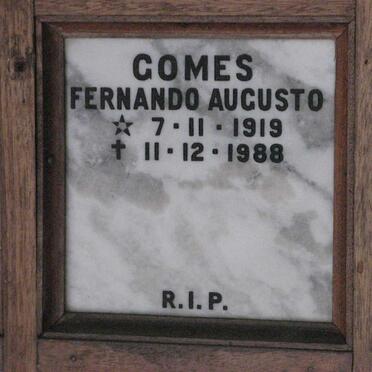 GOMES
FERNANDO AUGUSTO
☆ 7·11·1919
✝ 11·12·1988
R.I.P.